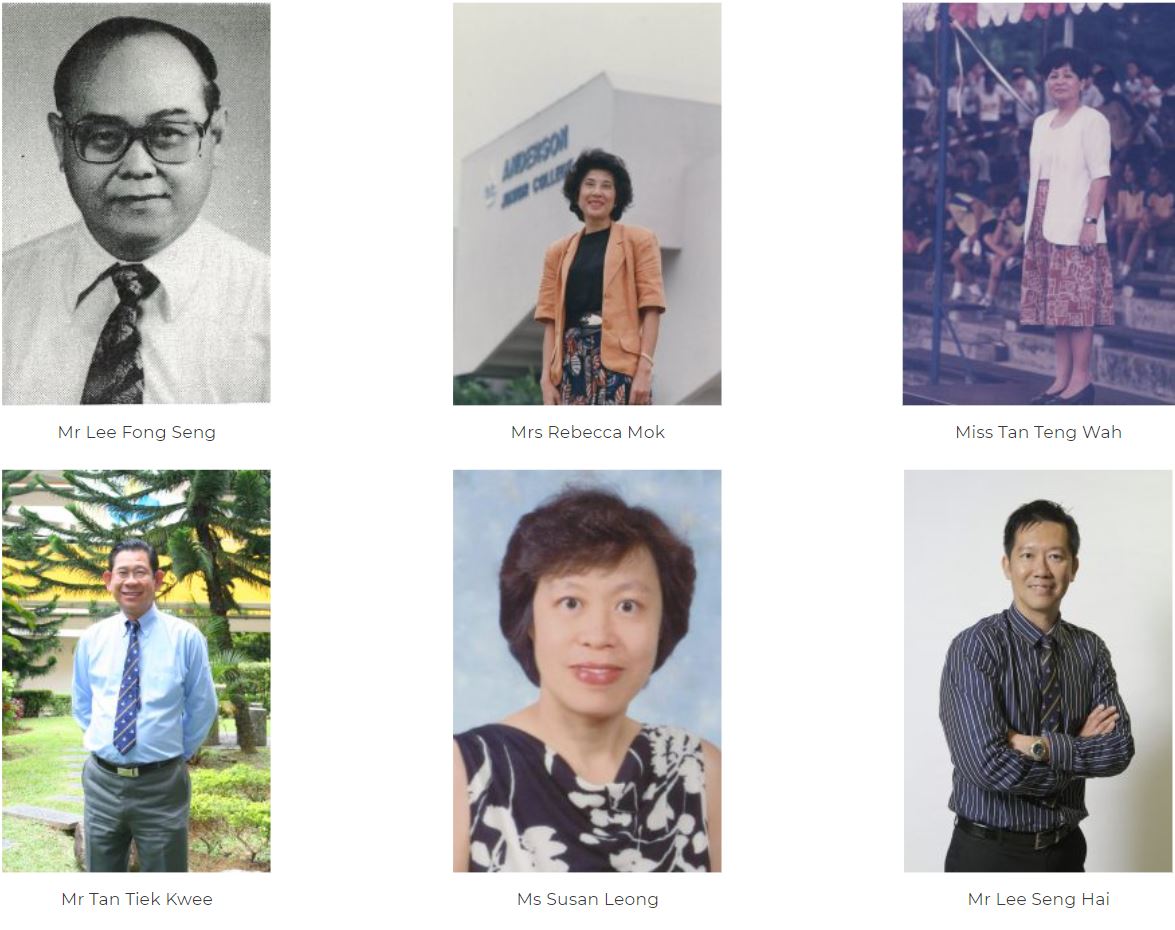 ANDERSON
JUNIOR COLLEGE
Mr Lee Fong Seng
Mrs Rebecca Mok
Miss Tan Teng Wah
Mr Tan Tiek Kwee
Ms Susan Leong
Mr Lee Seng Hai